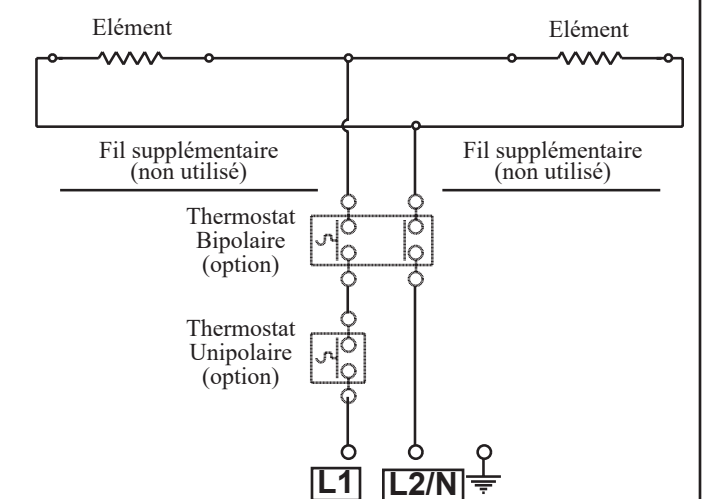 Elément
Elément
Fil supplémentaire
(non utilisé)
Fil supplémentaire
(non utilisé)
Thermostat
Bipolaire
(option)
Thermostat
Unipolaire
(option)
L1
L2/N